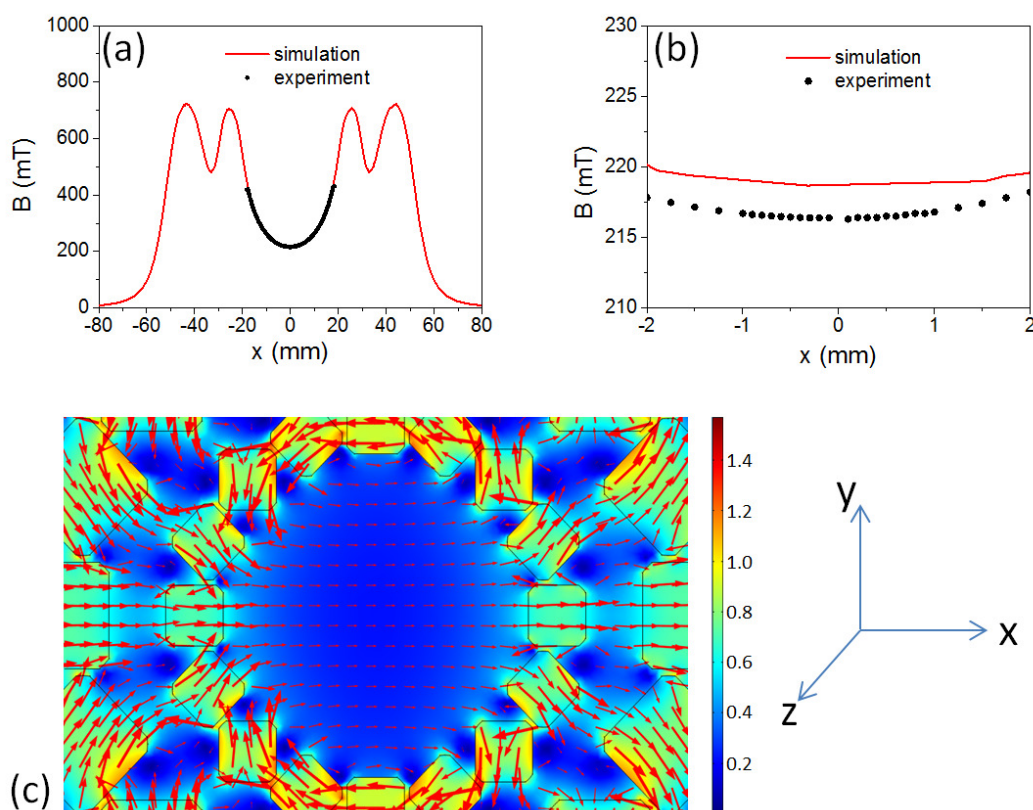 (a)
simulation
experiment
B (mT)
1000
800
600
400
200
0
-80 -60 -40 -20 0 20 40 60 80
x (mm)
(b)
simulation
experiment
B (mT)
230
225
220
215
210
-2 -1 0 1 2
x (mm)
(c)
1.4
1.2
1.0
0.8
0.6
0.4
0.2
y
x
z